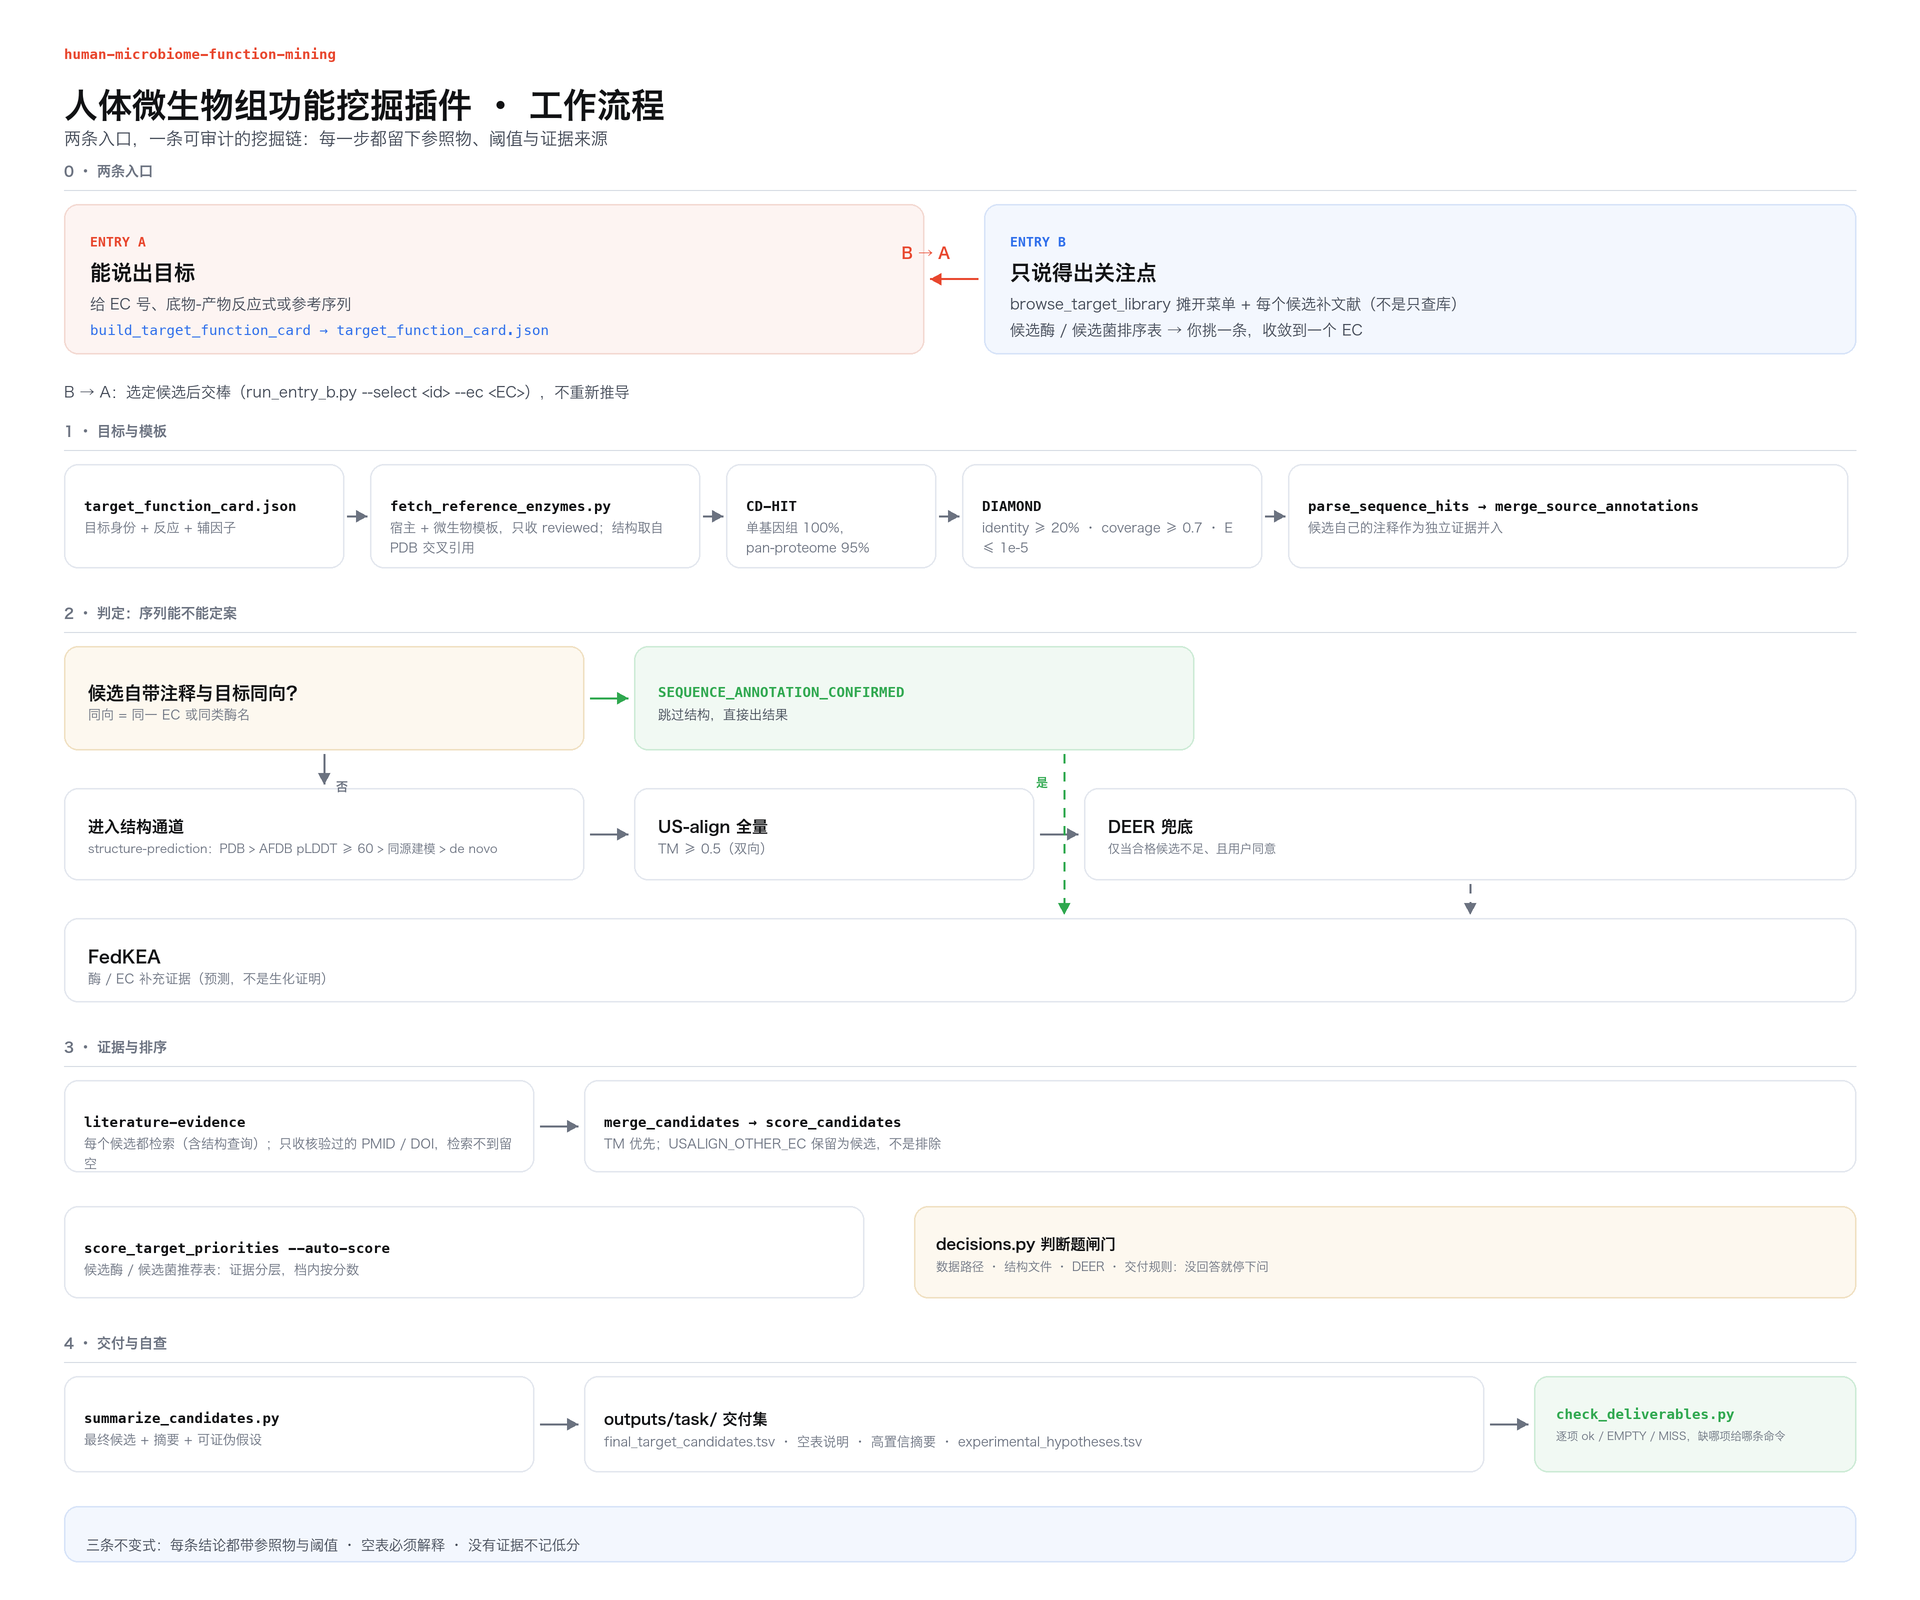 human-microbiome-function-mining
人体微生物组功能挖掘插件 · 工作流程
两条入口，一条可审计的挖掘链：每一步都留下参照物、阈值与证据来源
0 · 两条入口
ENTRY A
能说出目标
给 EC 号、底物-产物反应式或参考序列
build_target_function_card → target_function_card.json
B → A
ENTRY B
只说得出关注点
browse_target_library 摊开菜单 + 每个候选补文献（不是只查库）
候选酶 / 候选菌排序表 → 你挑一条，收敛到一个 EC
B → A：选定候选后交棒（run_entry_b.py --select <id> --ec <EC>），不重新推导
1 · 目标与模板
target_function_card.json
目标身份 + 反应 + 辅因子
fetch_reference_enzymes.py
宿主 + 微生物模板，只收 reviewed；结构取自
PDB 交叉引用
CD-HIT
单基因组 100%，
pan-proteome 95%
DIAMOND
identity ≥ 20% · coverage ≥ 0.7 · E
≤ 1e-5
parse_sequence_hits → merge_source_annotations
候选自己的注释作为独立证据并入
2 · 判定：序列能不能定案
候选自带注释与目标同向？
同向 = 同一 EC 或同类酶名
SEQUENCE_ANNOTATION_CONFIRMED
跳过结构，直接出结果
否
是
进入结构通道
structure-prediction：PDB > AFDB pLDDT ≥ 60 > 同源建模 > de novo
US-align 全量
TM ≥ 0.5（双向）
DEER 兜底
仅当合格候选不足、且用户同意
FedKEA
酶 / EC 补充证据（预测，不是生化证明）
3 · 证据与排序
literature-evidence
每个候选都检索（含结构查询）；只收核验过的 PMID / DOI，检索不到留
空
merge_candidates → score_candidates
TM 优先；USALIGN_OTHER_EC 保留为候选，不是排除
score_target_priorities --auto-score
候选酶 / 候选菌推荐表：证据分层，档内按分数
decisions.py 判断题闸门
数据路径 · 结构文件 · DEER · 交付规则：没回答就停下问
4 · 交付与自查
summarize_candidates.py
最终候选 + 摘要 + 可证伪假设
outputs/task/ 交付集
final_target_candidates.tsv · 空表说明 · 高置信摘要 · experimental_hypotheses.tsv
check_deliverables.py
逐项 ok / EMPTY / MISS，缺哪项给哪条命令
三条不变式：每条结论都带参照物与阈值 · 空表必须解释 · 没有证据不记低分